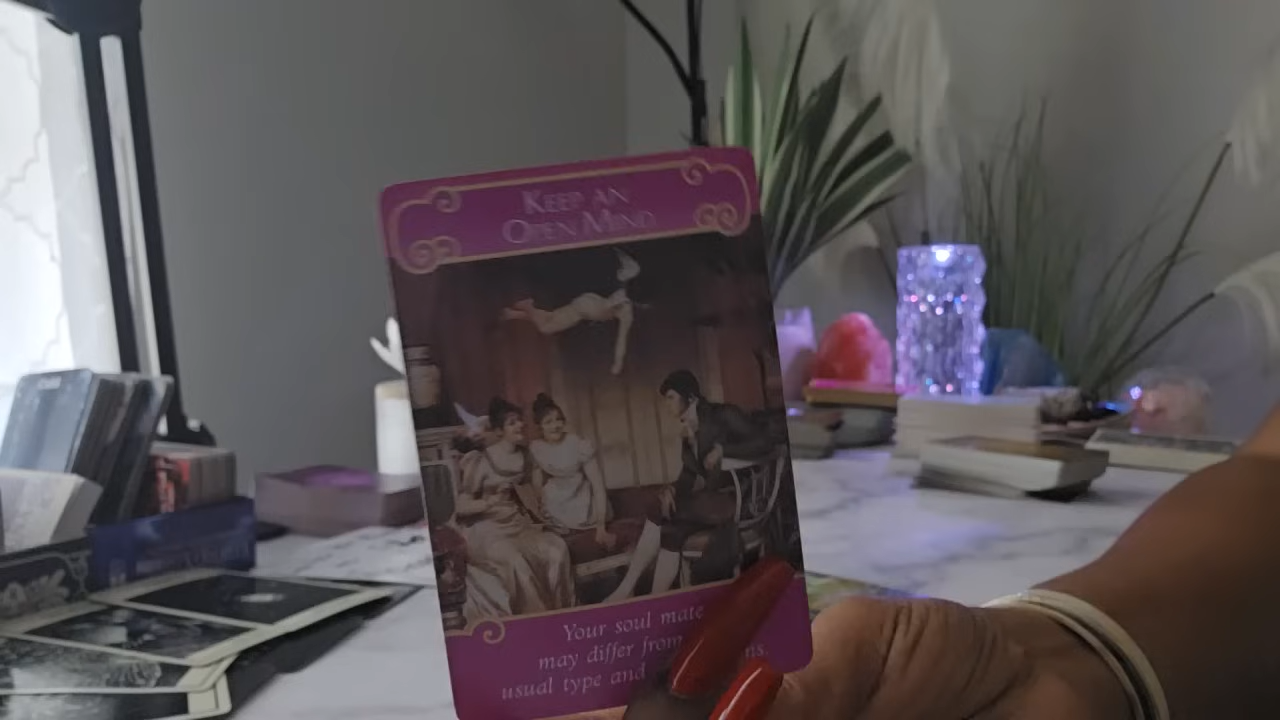 KEEP AN
OPEN MIND
Your soul mate
may differ from
usual type and